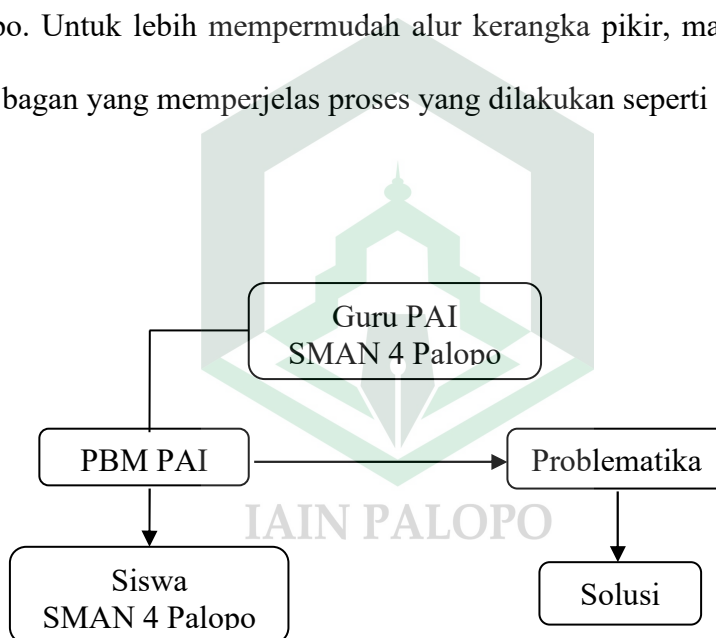 po. Untuk lebih mempermudah alur kerangka pikir, ma
bagan yang memperjelas proses yang dilakukan seperti
Guru PAI
SMAN 4 Palopo
PBM PAI
Problematika
IAIN PALOPO
Siswa
SMAN 4 Palopo
Solusi